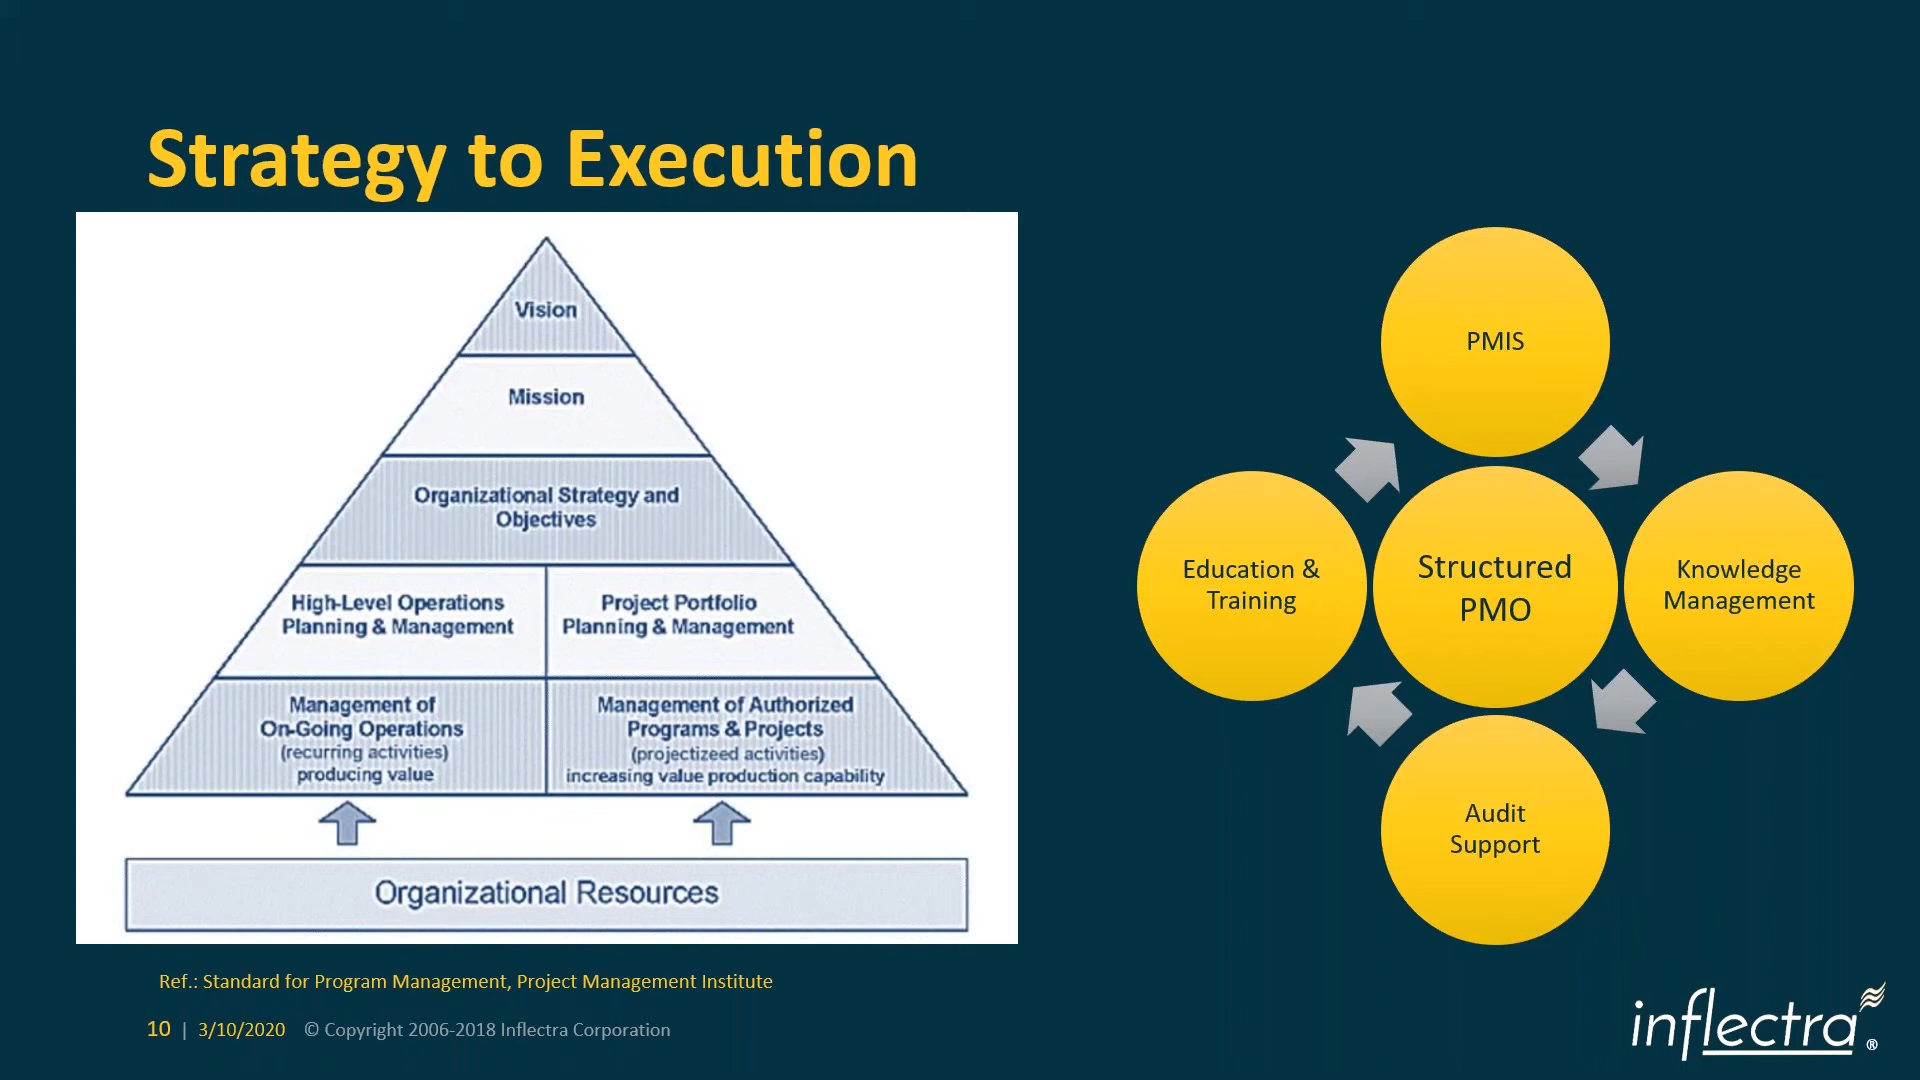 Strategy to Execution
Vision
Mission
Organizational Strategy and
Objectives
High-Level Operations
Planning & Management
Project Portfolio
Planning & Management
Management of
On-Going Operations
(recurring activities)
producing value
Management of Authorized
Programs & Projects
(projectizeed activities)
increasing value production capability
Organizational Resources
PMIS
Education &
Training
Structured
PMO
Knowledge
Management
Audit
Support
Ref.: Standard for Program Management, Project Management Institute
10 | 3/10/2020 © Copyright 2006-2018 Inflectra Corporation
inflectra®